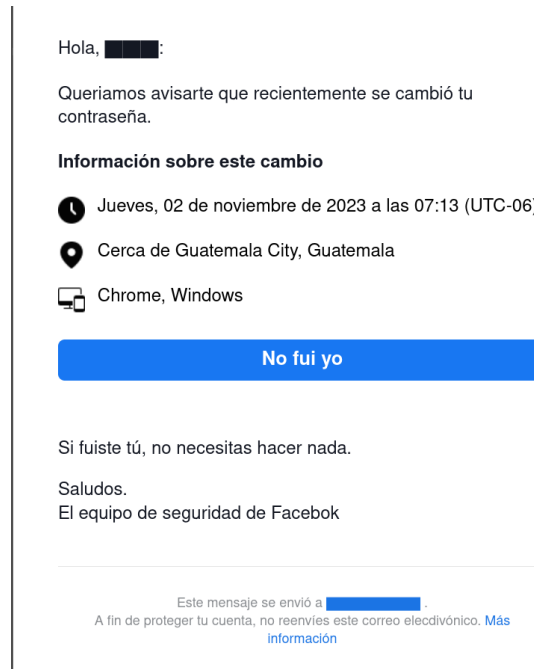 Hola, :
Queriamos avisarte que recientemente se cambió tu
contraseña.
Información sobre este cambio
Jueves, 02 de noviembre de 2023 a las 07:13 (UTC-06)
Cerca de Guatemala City, Guatemala
Chrome, Windows
No fui yo
Si fuiste tú, no necesitas hacer nada.
Saludos.
El equipo de seguridad de Facebok
Este mensaje se envió a .
A fin de proteger tu cuenta, no reenvíes este correo elecdivónico. Más
información